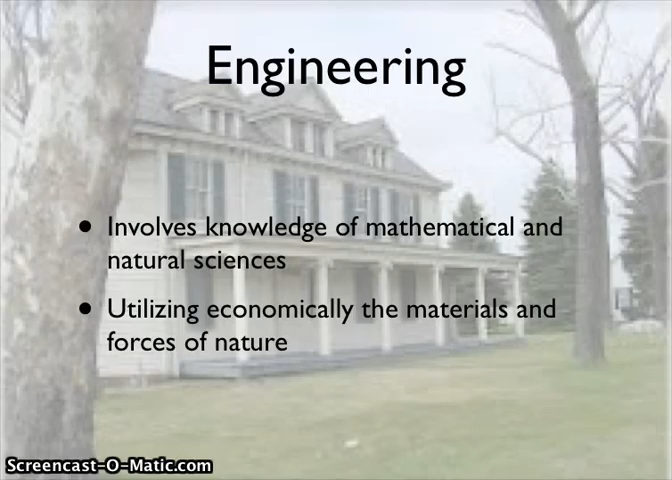 Engineering
• Involves knowledge of mathematical and
natural sciences
• Utilizing economically the materials and
forces of nature
Screencast-O-Matic.com